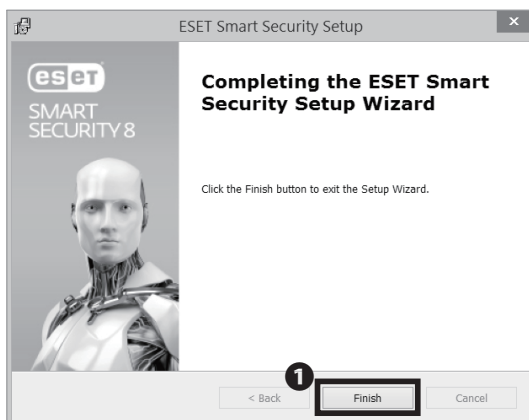 ESET Smart Security Setup
x
eset
SMART
SECURITY 8
Completing the ESET Smart
Security Setup Wizard
Click the Finish button to exit the Setup Wizard.
1
< Back
Finish
Cancel